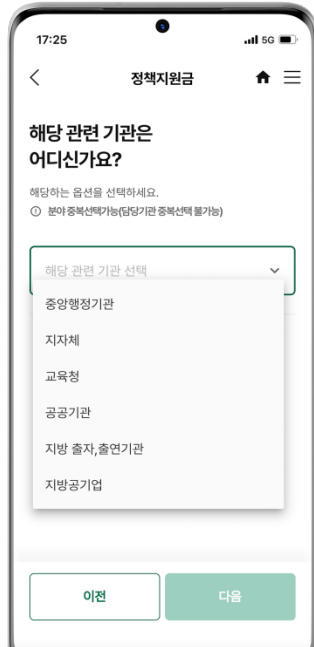 17:25 5G
정책지원금
해당 관련 기관은
어디신가요?
해당하는 옵션을 선택하세요.
분야 중복선택가능(담당기관 중복선택 불가능)
해당 관련 기관 선택
중앙행정기관
지자체
교육청
공공기관
지방 출자,출연기관
지방공기업
이전 다음